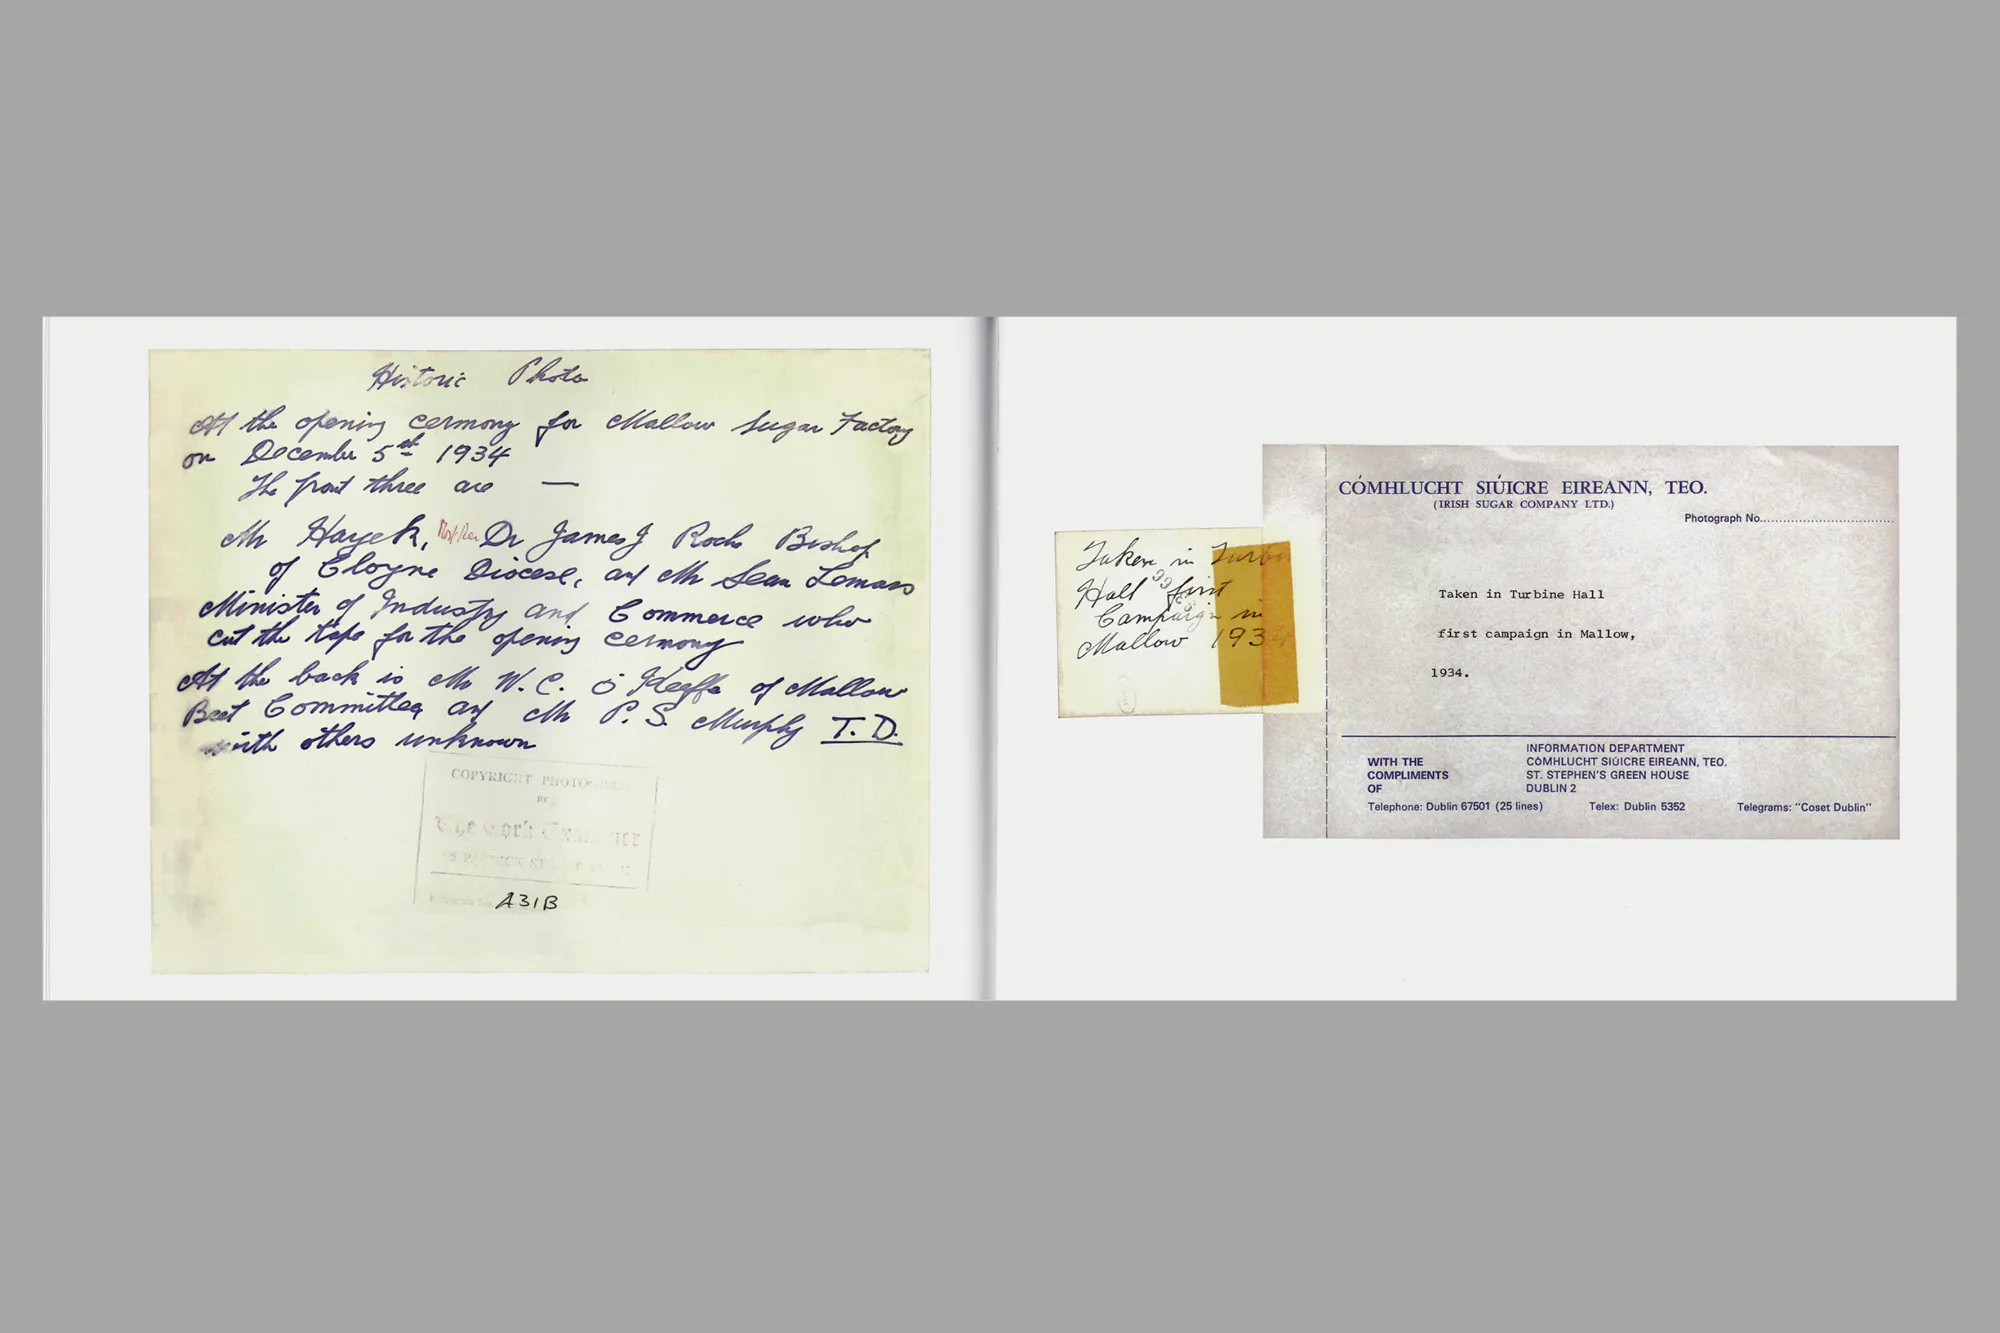 Historic Photo
At the opening cermony for Mallow Sugar Factory
on December 5th 1934
The front three are —
Mr Hayek, Most Rev Dr James J Roche Bishop
of Cloyne Diocese, and Mr Sean Lemass
Minister of Industry and Commerce who
cut the tape for the opening cermony
At the back is Mr W. C. O'Keeffe of Mallow
Beet Committee and Mr P. S. Murphy T. D.
with others unknown
COPYRIGHT PHOTOGRAPH
BY
The Cork Examiner
PATRICK
A31B
Taken in Turbine
Hall first
Campaign in
Mallow 1934
CÓMHLUCHT SIÚICRE EIREANN, TEO.
(IRISH SUGAR COMPANY LTD.)
Photograph No.
Taken in Turbine Hall
first campaign in Mallow,
1934.
WITH THE
COMPLIMENTS
OF
INFORMATION DEPARTMENT
CÓMHLUCHT SIÚICRE EIREANN, TEO.
ST. STEPHEN'S GREEN HOUSE
DUBLIN 2
Telephone: Dublin 67501 (25 lines) Telex: Dublin 5352 Telegrams: "Coset Dublin"